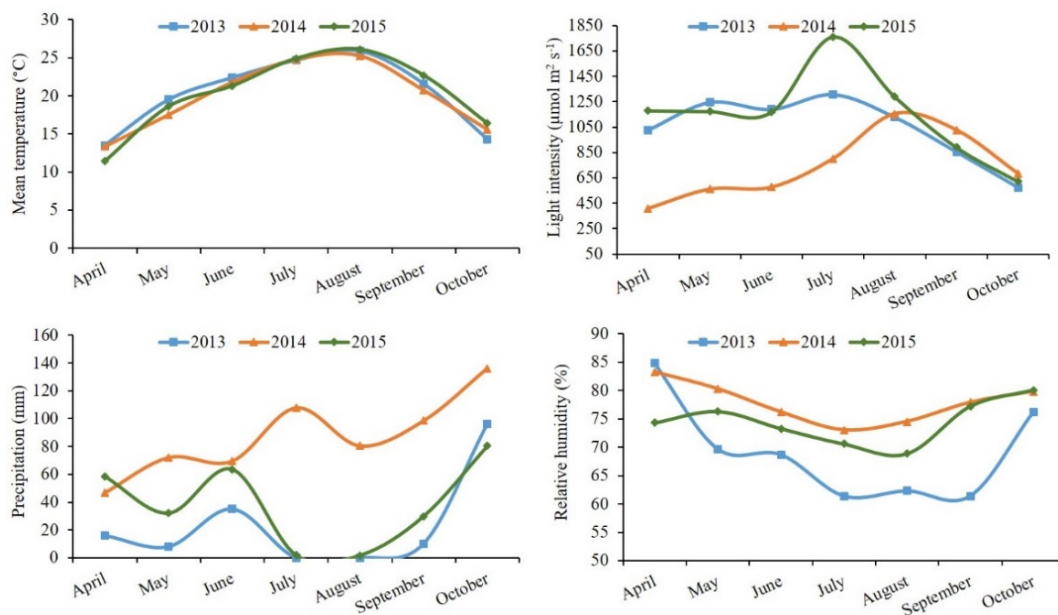 2013 2014 2015
Mean temperature (°C)
30
25
20
15
10
5
0
April May June July August September October
2013 2014 2015
Light intensity (μmol m² s⁻¹)
1850
1650
1450
1250
1050
850
650
450
250
50
April May June July August September October
2013 2014 2015
Precipitation (mm)
160
140
120
100
80
60
40
20
0
April May June July August September October
2013 2014 2015
Relative humidity (%)
90
85
80
75
70
65
60
55
50
April May June July August September October